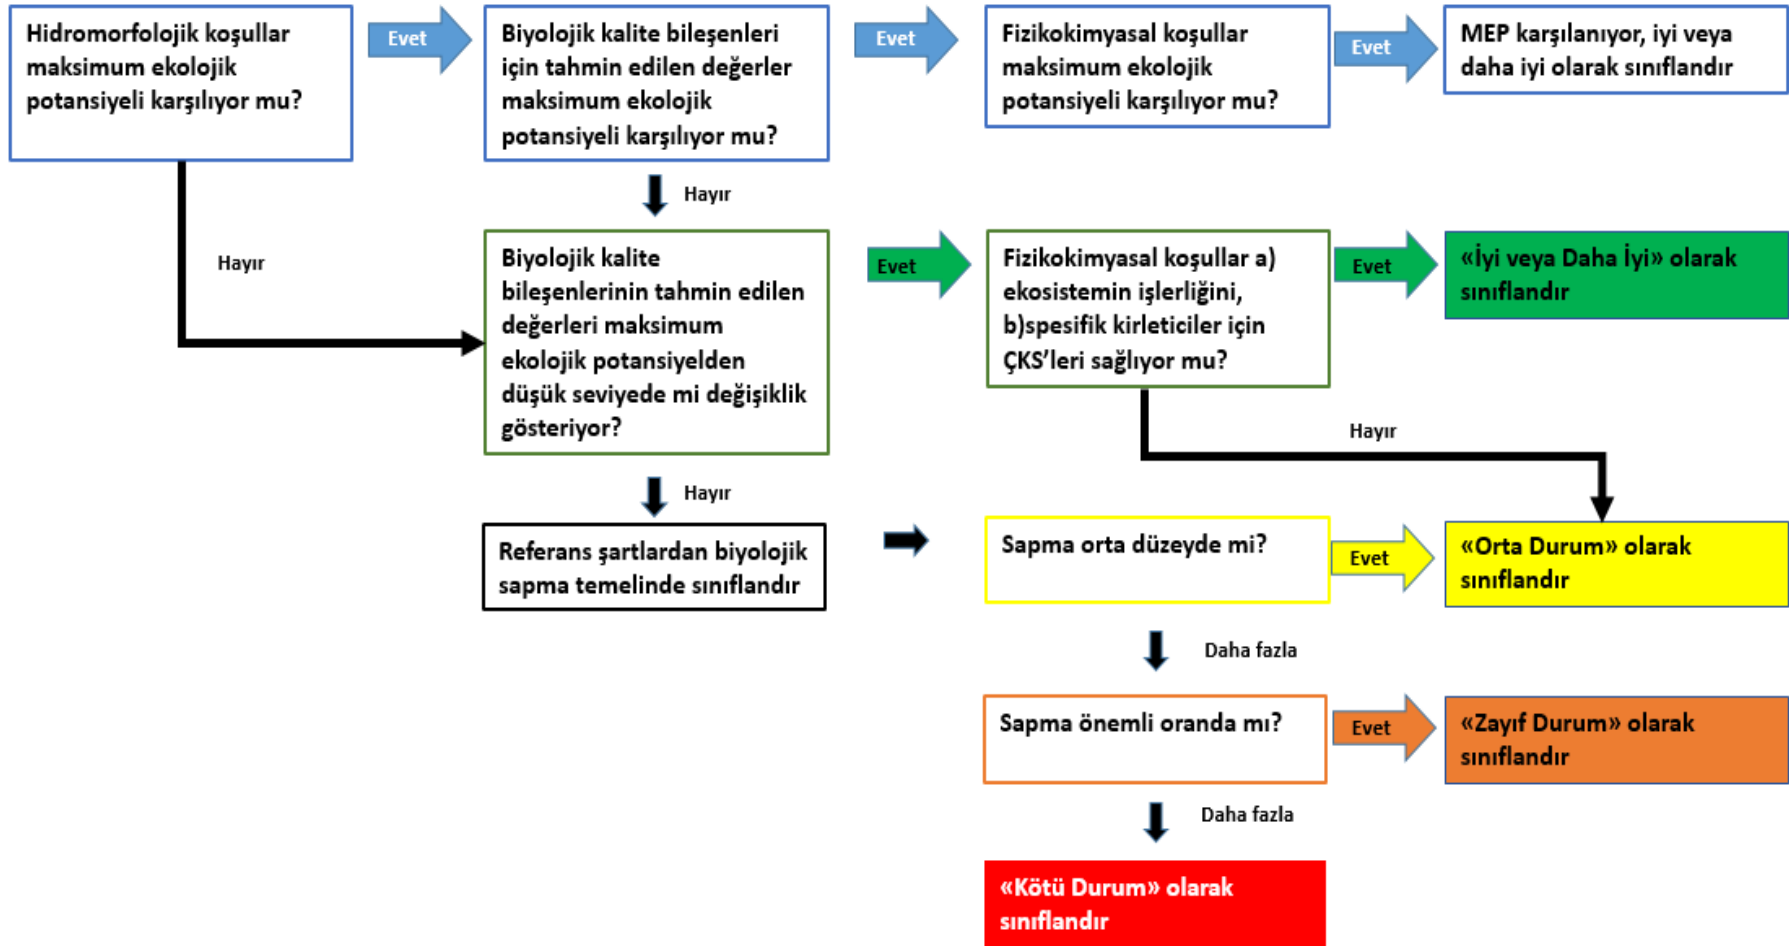 Hidromorfolojik koşullar
maksimum ekolojik
potansiyeli karşılıyor mu?
Evet
Biyolojik kalite bileşenleri
için tahmin edilen değerler
maksimum ekolojik
potansiyeli karşılıyor mu?
Evet
Fizikokimyasal koşullar
maksimum ekolojik
potansiyeli karşılıyor mu?
Evet
MEP karşılanıyor, iyi veya
daha iyi olarak sınıflandır
Hayır
Hayır
Biyolojik kalite
bileşenlerinin tahmin edilen
değerleri maksimum
ekolojik potansiyelden
düşük seviyede mi değişiklik
gösteriyor?
Evet
Fizikokimyasal koşullar a)
ekosistemin işlerliğini,
b)spesifik kirleticiler için
ÇKS’leri sağlıyor mu?
Evet
«İyi veya Daha İyi» olarak
sınıflandır
Hayır
Hayır
Referans şartlardan biyolojik
sapma temelinde sınıflandır
Sapma orta düzeyde mi?
Evet
«Orta Durum» olarak
sınıflandır
Daha fazla
Sapma önemli oranda mı?
Evet
«Zayıf Durum» olarak
sınıflandır
Daha fazla
«Kötü Durum» olarak
sınıflandır